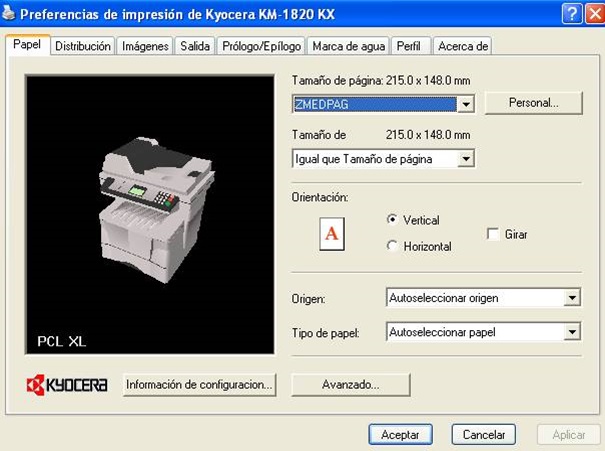 Preferencias de impresión de Kyocera KM-1820 KX
Papel Distribución Imágenes Salida Prólogo/Epílogo Marca de agua Perfil Acerca de
Tamaño de página: 215.0 x 148.0 mm
ZMEDPAG Personal...
Tamaño de 215.0 x 148.0 mm
Igual que Tamaño de página
Orientación:
A
Vertical
Horizontal
Girar
Origen: Autoseleccionar origen
Tipo de papel: Autoseleccionar papel
PCL XL
KYOCERA Información de configuracion... Avanzado...
Aceptar Cancelar Aplicar